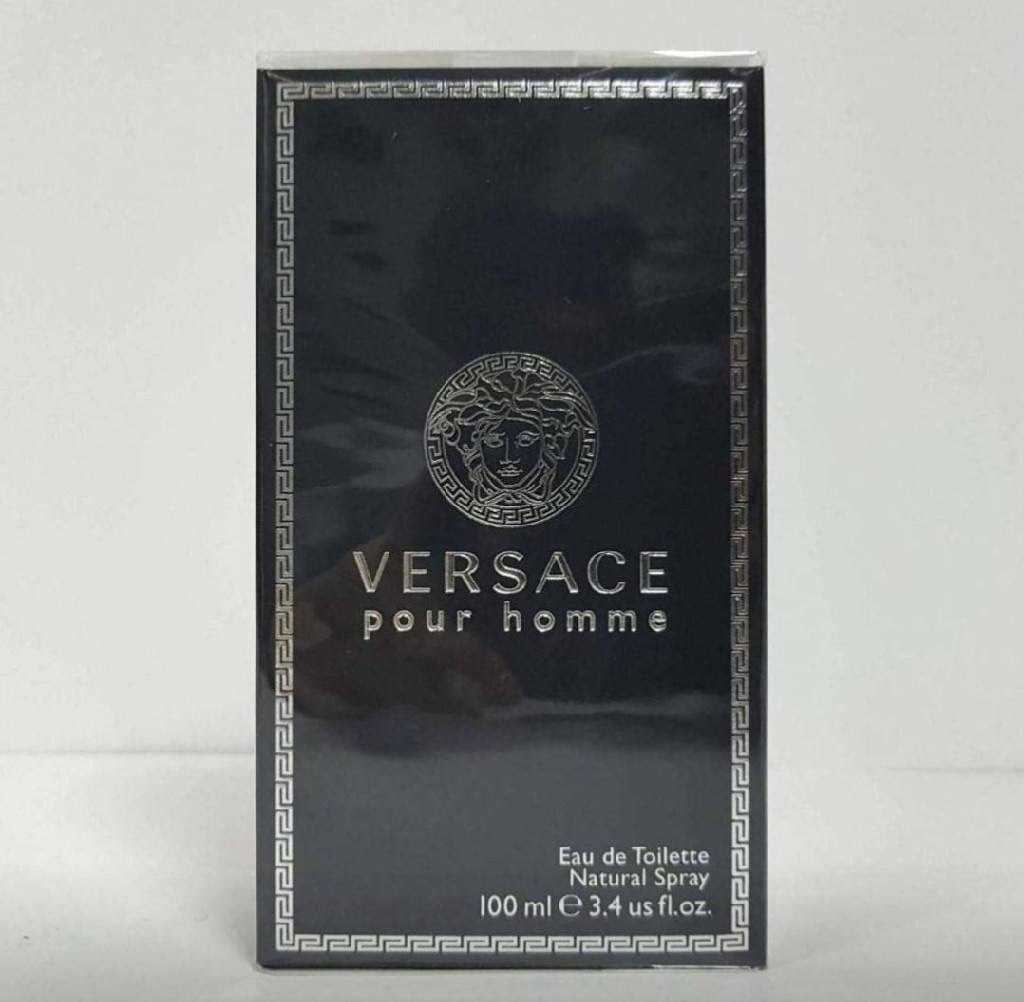 VERSACE
pour homme
Eau de Toilette
Natural Spray
100 ml ℮ 3.4 us fl.oz.